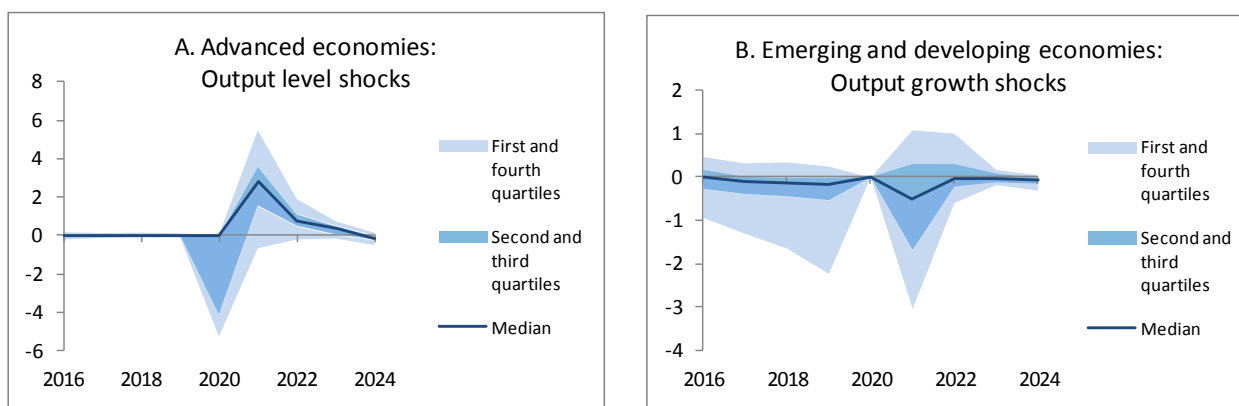 A. Advanced economies:
Output level shocks
8
6
4
2
0
-2
-4
-6
2016 2018 2020 2022 2024
First and
fourth
quartiles
Second and
third
quartiles
Median
B. Emerging and developing economies:
Output growth shocks
2
1
0
-1
-2
-3
-4
2016 2018 2020 2022 2024
First and
fourth
quartiles
Second and
third
quartiles
Median